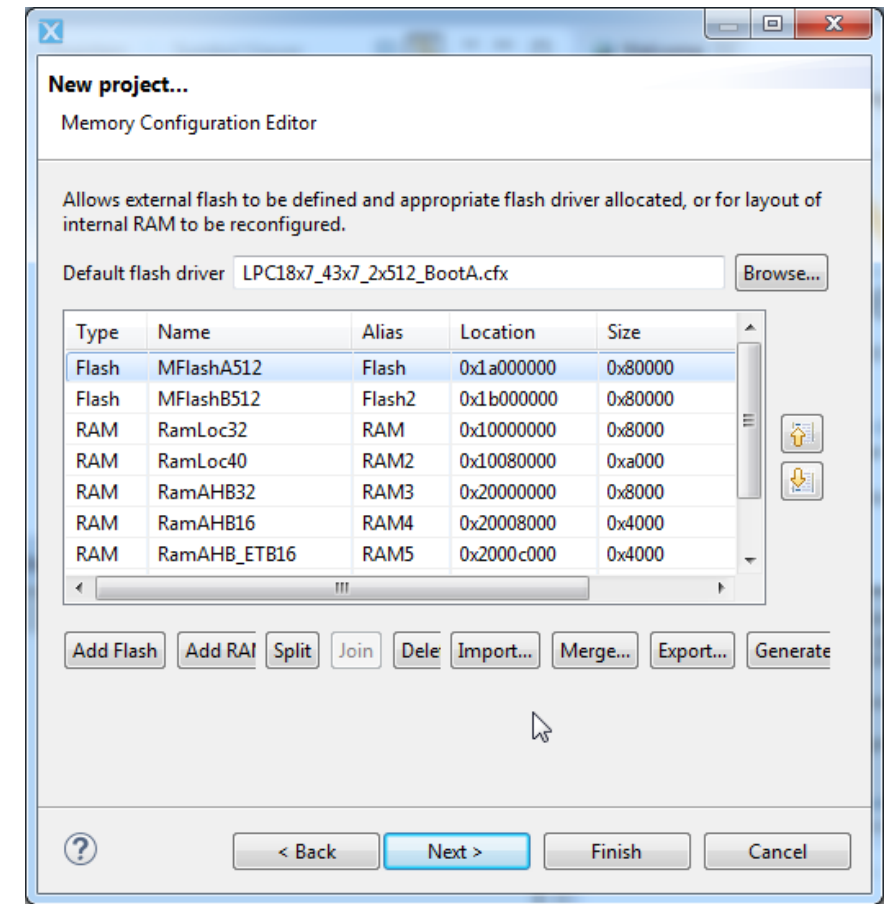 X
New project...
Memory Configuration Editor
Allows external flash to be defined and appropriate flash driver allocated, or for layout of
internal RAM to be reconfigured.
Default flash driver LPC18x7_43x7_2x512_BootA.cfx Browse...
Type Name Alias Location Size
Flash MFlashA512 Flash 0x1a000000 0x80000
Flash MFlashB512 Flash2 0x1b000000 0x80000
RAM RamLoc32 RAM 0x10000000 0x8000
RAM RamLoc40 RAM2 0x10080000 0xa000
RAM RamAHB32 RAM3 0x20000000 0x8000
RAM RamAHB16 RAM4 0x20008000 0x4000
RAM RamAHB_ETB16 RAM5 0x2000c000 0x4000
Add Flash Add RA Split Join Dele Import... Merge... Export... Generate
? < Back Next > Finish Cancel